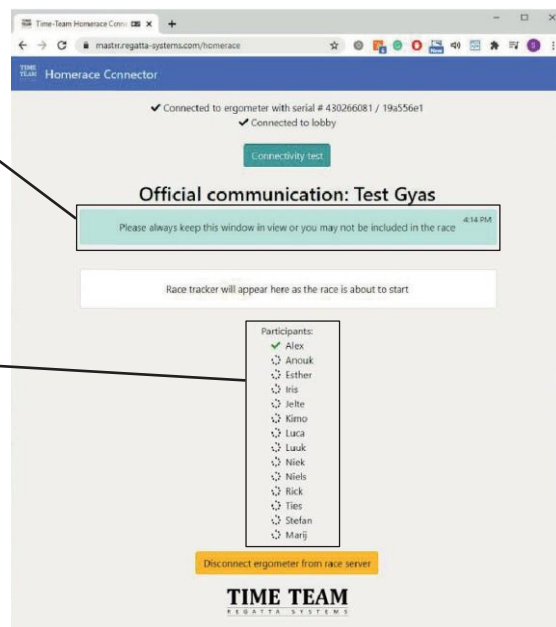 Time-Team Homerace Conn
mastrr.regatta-systems.com/homerace
TIME TEAM Homerace Connector
✔ Connected to ergometer with serial # 430266081 / 19a556e1
✔ Connected to lobby
Connectivity test
Official communication: Test Gyas
Please always keep this window in view or you may not be included in the race 4:14 PM
Race tracker will appear here as the race is about to start
Participants:
✔ Alex
Anouk
Esther
Iris
Jelte
Kimo
Luca
Luuk
Niek
Niels
Rick
Ties
Stefan
Marij
Disconnect ergometer from race server
TIME TEAM
REGATTA SYSTEMS